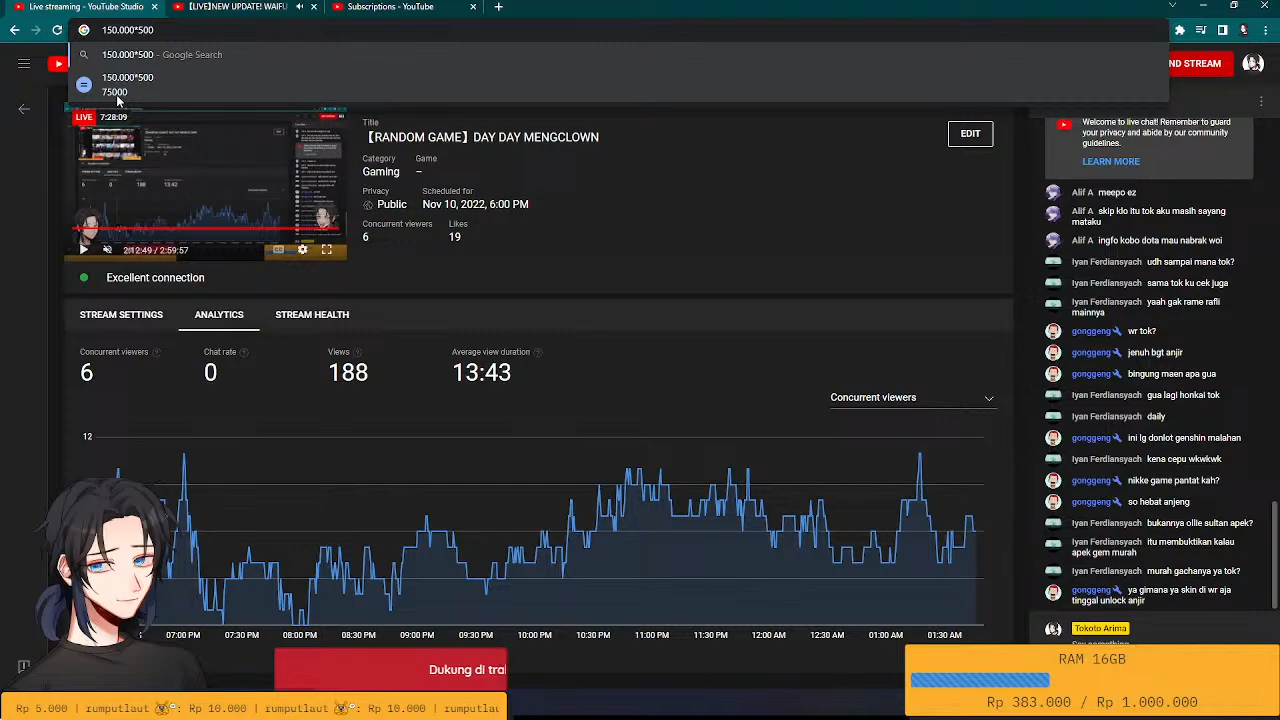 Live streaming - YouTube Studio
【LIVE】NEW UPDATE! WAIFU
Subscriptions - YouTube
150.000*500
150.000*500 - Google Search
150.000*500
75000
ND STREAM
LIVE 7:28:09
2:12:49 / 2:59:57
Title
【RANDOM GAME】 DAY DAY MENGCLOWN
EDIT
Category
Gaming
Game
–
Privacy
Public
Scheduled for
Nov 10, 2022, 6:00 PM
Concurrent viewers
6
Likes
19
Excellent connection
STREAM SETTINGS
ANALYTICS
STREAM HEALTH
Concurrent viewers
6
Chat rate
0
Views
188
Average view duration
13:43
Concurrent viewers
12
07:00 PM 07:30 PM 08:00 PM 08:30 PM 09:00 PM 09:30 PM 10:00 PM 10:30 PM 11:00 PM 11:30 PM 12:00 AM 12:30 AM 01:00 AM 01:30 AM
Welcome to live chat! Remember to guard
your privacy and abide by our community
guidelines.
LEARN MORE
Alif A meepo ez
Alif A skip klo itu tok abis pisih sayang
mataku
Alif A ingfo kobo dota mau nabrak woi
Iyan Ferdiansyach udh sampai mana tok?
Iyan Ferdiansyach sama tok ku cek juga
Iyan Ferdiansyach yaah gak rame rafli
mainnya
gonggeng wr tok?
gonggeng jenuh bgt anjir
gonggeng bingung maen apa gua
Iyan Ferdiansyach gua lagi honkai tok
Iyan Ferdiansyach daily
gonggeng ini lg donlot genshin malahan
Iyan Ferdiansyach kena cepu wkwkwk
gonggeng nikke game pantat kah?
gonggeng so hebat anjeng
Iyan Ferdiansyach bukannya ollie sultan apex?
Iyan Ferdiansyach itu membuktikan kalau
apek gem murah
Iyan Ferdiansyach murah gachanya ya tok?
gonggeng ya gimana ya skin di wr aja
tinggal unlock anjir
Tokoto Arima
Dukung di tra
Rp 5.000 | rumputlaut : Rp 10.000 | rumputlaut : Rp 10.000 | rumputlau
RAM 16GB
Rp 383.000 / Rp 1.000.000